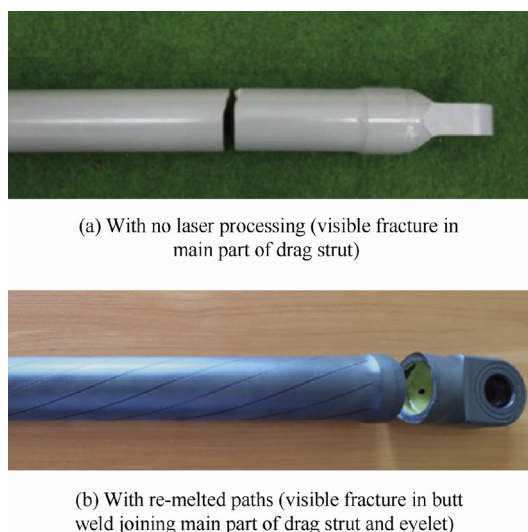 (a) With no laser processing (visible fracture in
main part of drag strut)
(b) With re-melted paths (visible fracture in butt
weld joining main part of drag strut and eyelet)